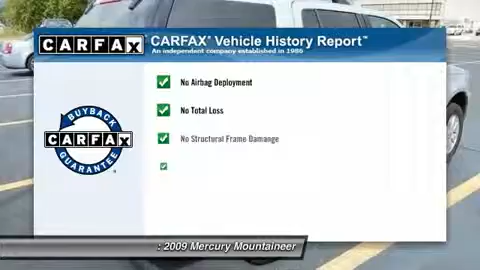 CARFAX CARFAX Vehicle History Report™
An independent company established in 1986
No Airbag Deployment
No Total Loss
No Structural Frame Damange
BUYBACK
CARFAX
GUARANTEE
: 2009 Mercury Mountaineer